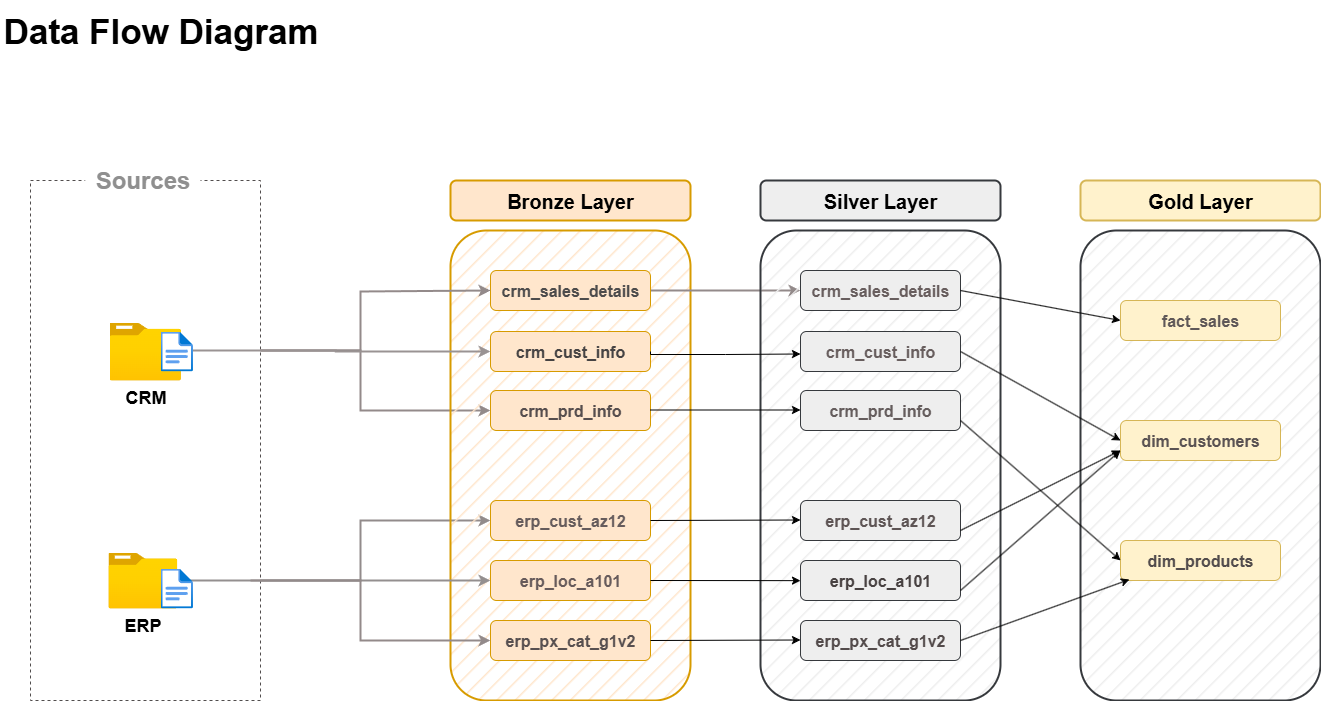 Data Flow Diagram
Sources
CRM
ERP
Bronze Layer
crm_sales_details
crm_cust_info
crm_prd_info
erp_cust_az12
erp_loc_a101
erp_px_cat_g1v2
Silver Layer
crm_sales_details
crm_cust_info
crm_prd_info
erp_cust_az12
erp_loc_a101
erp_px_cat_g1v2
Gold Layer
fact_sales
dim_customers
dim_products